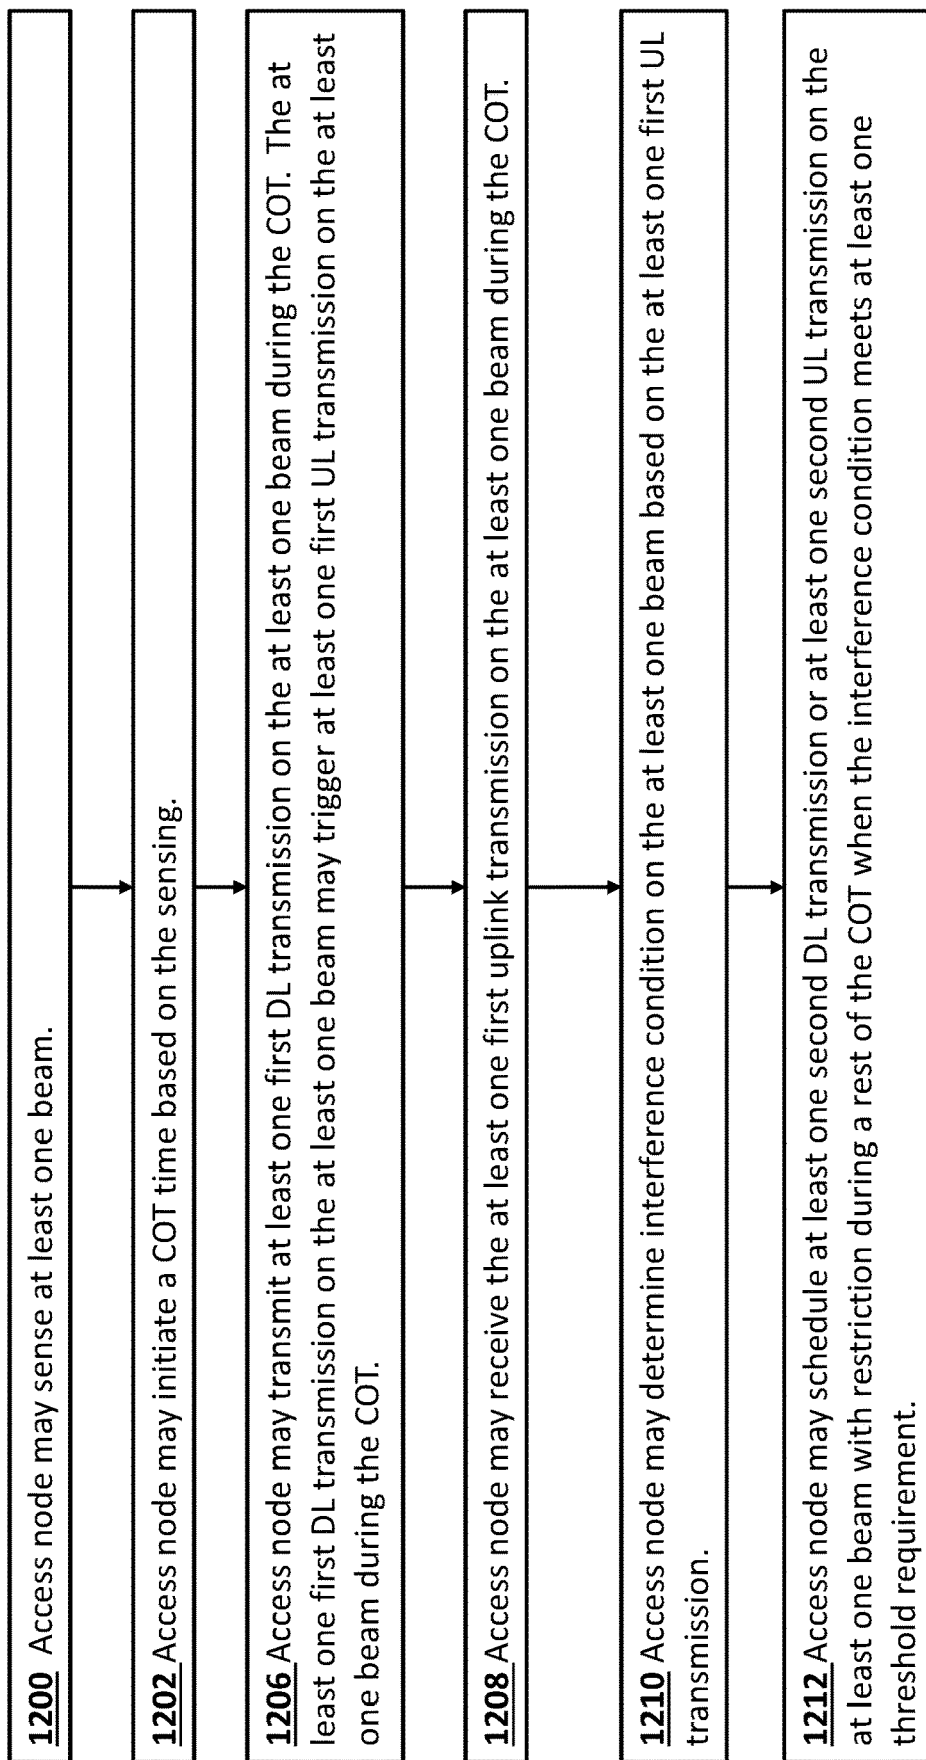 1200 Access node may sense at least one beam.
1202 Access node may initiate a COT time based on the sensing.
1206 Access node may transmit at least one first DL transmission on the at least one beam during the COT. The at
least one first DL transmission on the at least one beam may trigger at least one first UL transmission on the at least
one beam during the COT.
1208 Access node may receive the at least one first uplink transmission on the at least one beam during the COT.
1210 Access node may determine interference condition on the at least one beam based on the at least one first UL
transmission.
1212 Access node may schedule at least one second DL transmission or at least one second UL transmission on the
at least one beam with restriction during a rest of the COT when the interference condition meets at least one
threshold requirement.